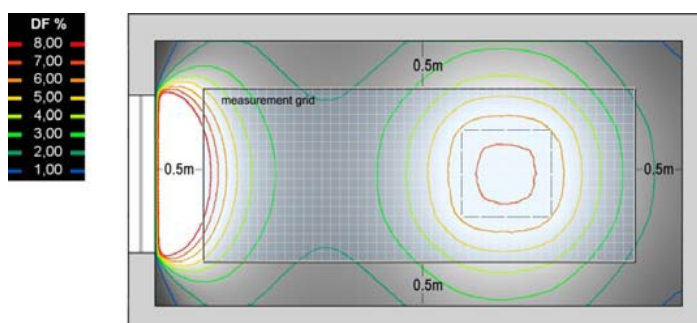 DF %
8,00
7,00
6,00
5,00
4,00
3,00
2,00
1,00
0.5m
measurement grid
0.5m
0.5m
0.5m